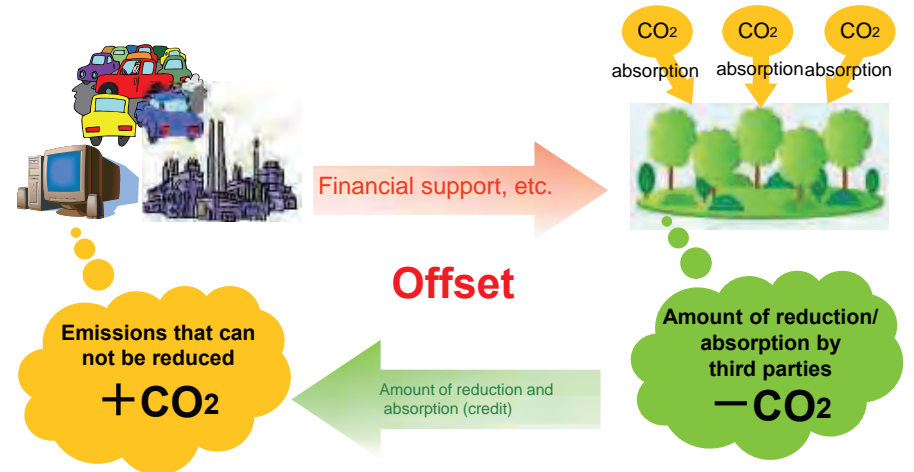 CO2
CO2
CO2
absorption
absorption
absorption
Financial support, etc.
Offset
Emissions that can
not be reduced
+CO2
Amount of reduction and
absorption (credit)
Amount of reduction/
absorption by
third parties
−CO2